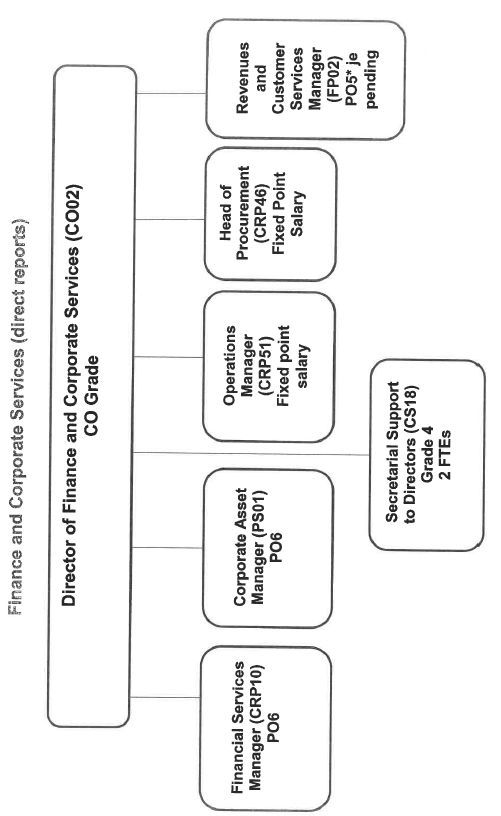 Finance and Corporate Services (direct reports)
Director of Finance and Corporate Services (CO02)
CO Grade
Financial Services
Manager (CRP10)
PO6
Corporate Asset
Manager (PS01)
PO6
Operations
Manager
(CRP51)
Fixed point
salary
Head of
Procurement
(CRP46)
Fixed Point
Salary
Revenues
and
Customer
Services
Manager
(FP02)
PO5* je
pending
Secretarial Support
to Directors (CS18)
Grade 4
2 FTEs